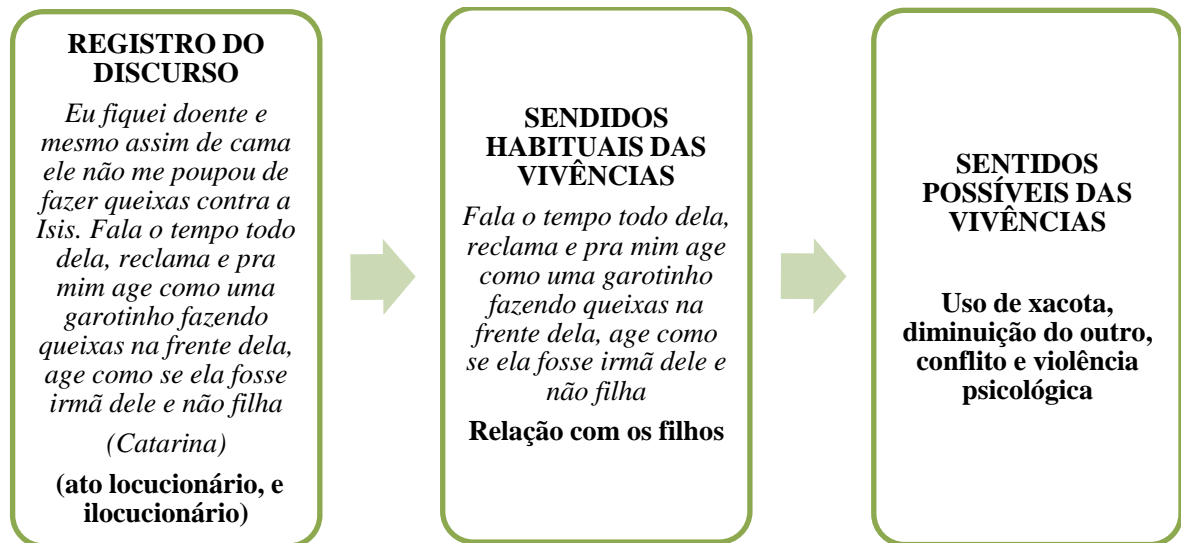 REGISTRO DO
DISCURSO
Eu fiquei doente e
mesmo assim de cama
ele não me poupou de
fazer queixas contra a
Isis. Fala o tempo todo
dela, reclama e pra
mim age como uma
garotinho fazendo
queixas na frente dela,
age como se ela fosse
irmã dele e não filha
(Catarina)
(ato locucionário, e
ilocucionário)
SENDIDOS
HABITUAIS DAS
VIVÊNCIAS
Fala o tempo todo dela,
reclama e pra mim age
como uma garotinho
fazendo queixas na
frente dela, age como
se ela fosse irmã dele e
não filha
Relação com os filhos
SENTIDOS
POSSÍVEIS DAS
VIVÊNCIAS
Uso de xacota,
diminuição do outro,
conflito e violência
psicológica